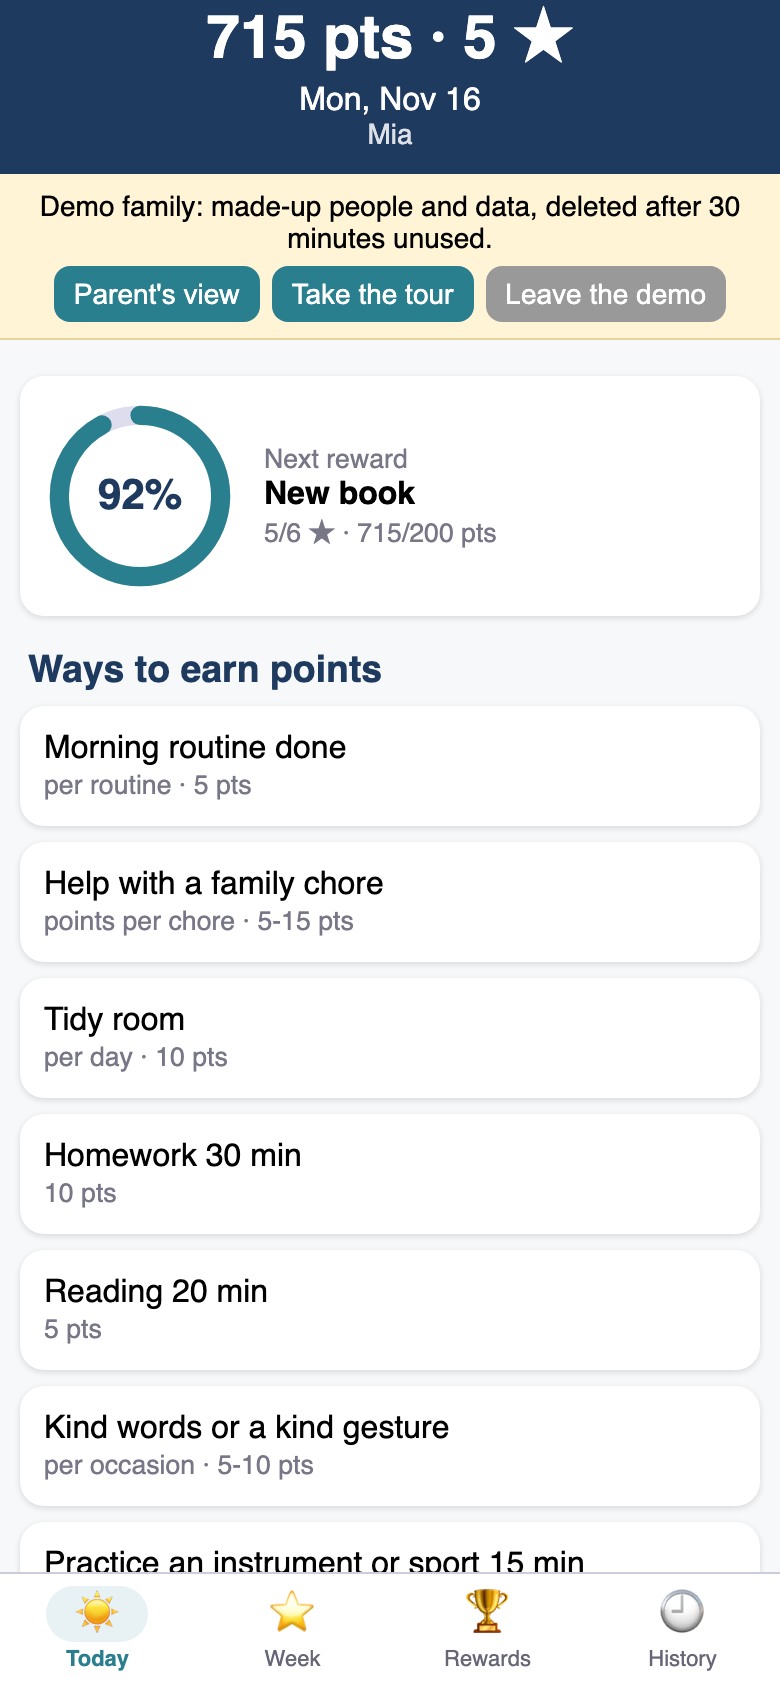 715 pts · 5 ★
Mon, Nov 16
Mia
Demo family: made-up people and data, deleted after 30
minutes unused.
Parent's view
Take the tour
Leave the demo
92%
Next reward
New book
5/6 ★ · 715/200 pts
Ways to earn points
Morning routine done
per routine · 5 pts
Help with a family chore
points per chore · 5-15 pts
Tidy room
per day · 10 pts
Homework 30 min
10 pts
Reading 20 min
5 pts
Kind words or a kind gesture
per occasion · 5-10 pts
Practice an instrument or sport 15 min
Today
Week
Rewards
History